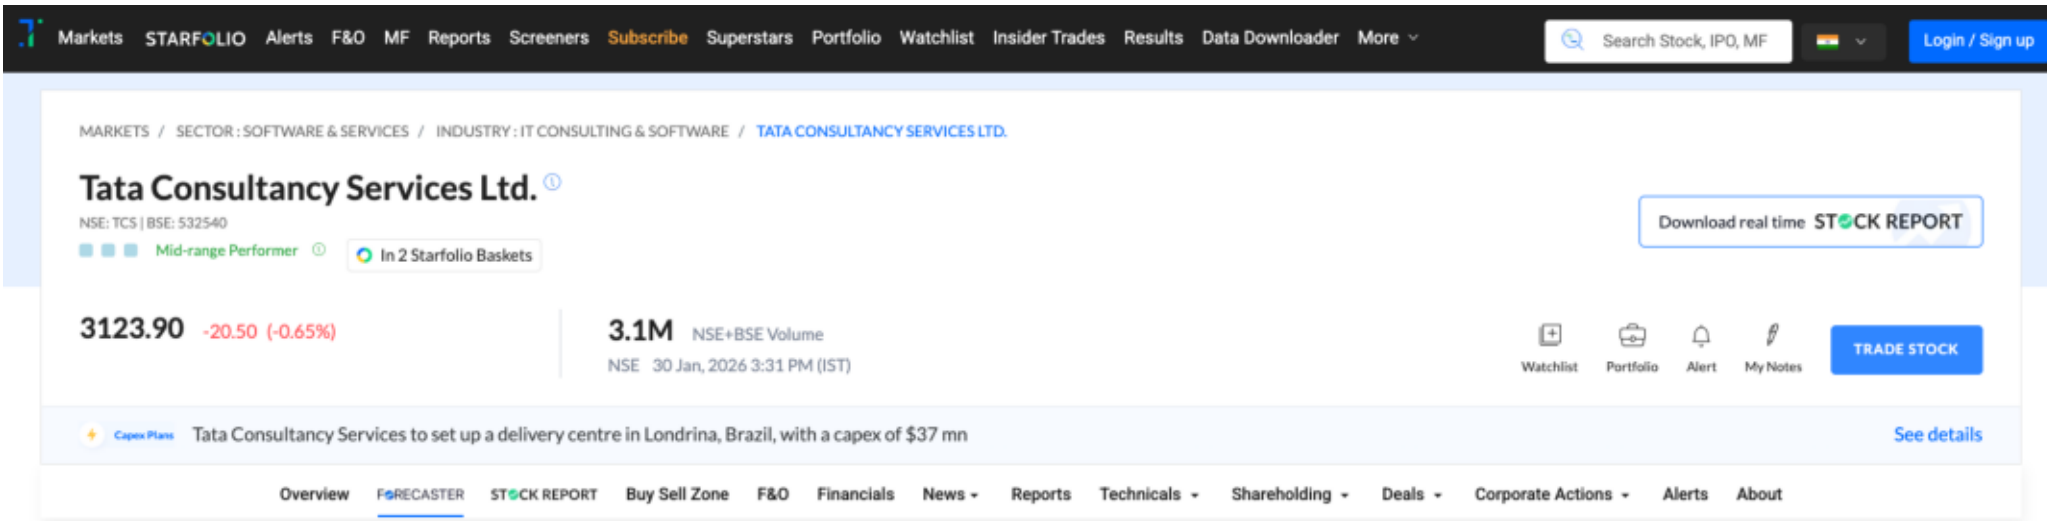 Markets STARFOLIO Alerts F&O MF Reports Screeners Subscribe Superstars Portfolio Watchlist Insider Trades Results Data Downloader More Search Stock, IPO, MF Login / Sign up
MARKETS / SECTOR : SOFTWARE & SERVICES / INDUSTRY : IT CONSULTING & SOFTWARE / TATA CONSULTANCY SERVICES LTD.
Tata Consultancy Services Ltd.
NSE: TCS | BSE: 532540
Mid-range Performer In 2 Starfolio Baskets
Download real time STOCK REPORT
3123.90 -20.50 (-0.65%)
3.1M NSE+BSE Volume
NSE 30 Jan, 2026 3:31 PM (IST)
Watchlist Portfolio Alert My Notes TRADE STOCK
Capex Plans Tata Consultancy Services to set up a delivery centre in Londrina, Brazil, with a capex of $37 mn See details
Overview FORECASTER STOCK REPORT Buy Sell Zone F&O Financials News Reports Technicals Shareholding Deals Corporate Actions Alerts About